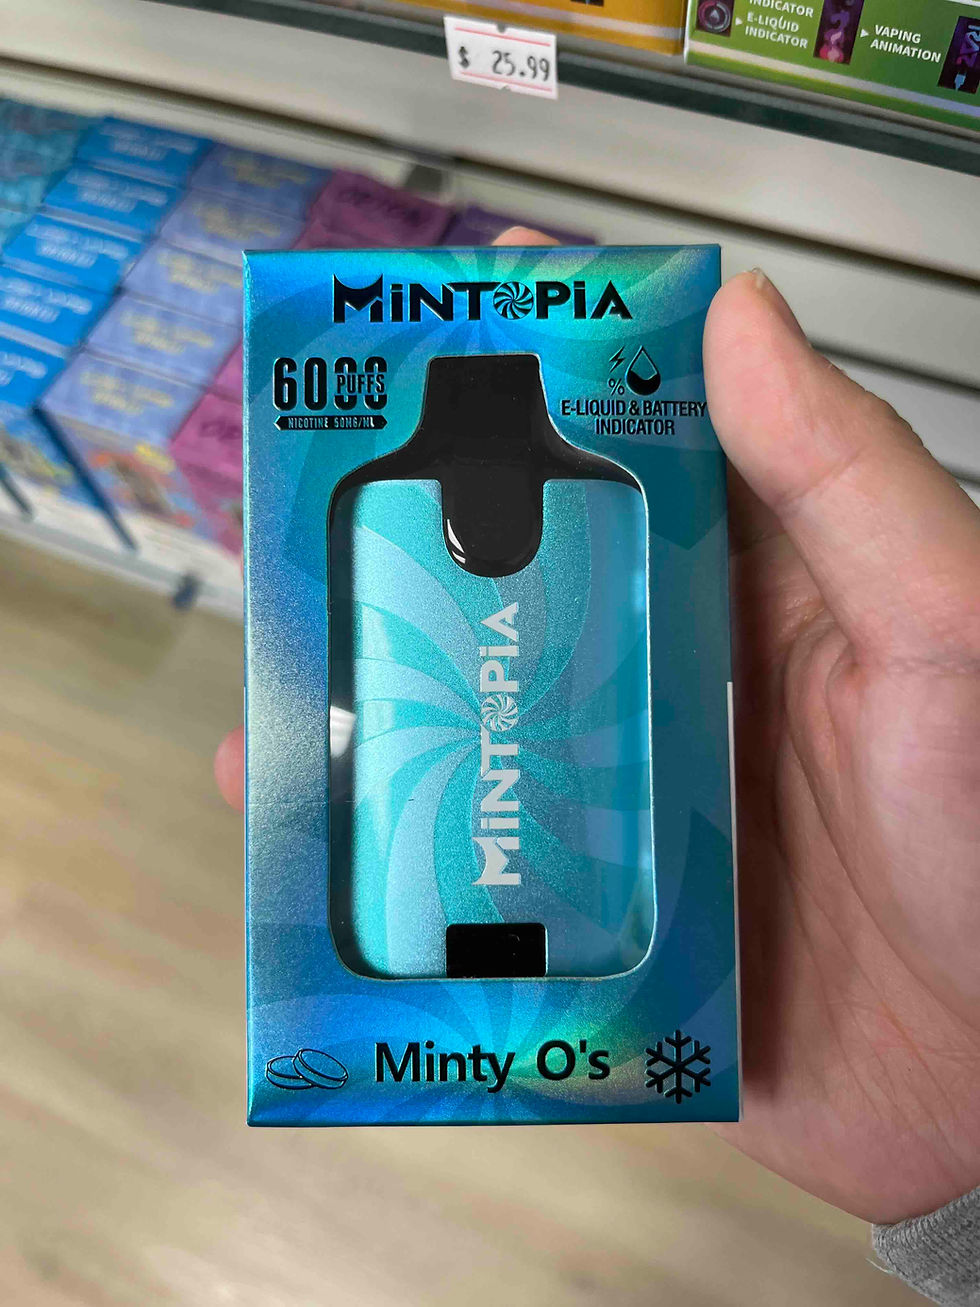 INDICATOR
E-LIQUID
INDICATOR
VAPING
ANIMATION
$ 25.99
MiNTOPiA
6000
PUFFS
NICOTINE 50MG/ML
%
E-LIQUID & BATTERY
INDICATOR
MiNTOPiA
Minty O's